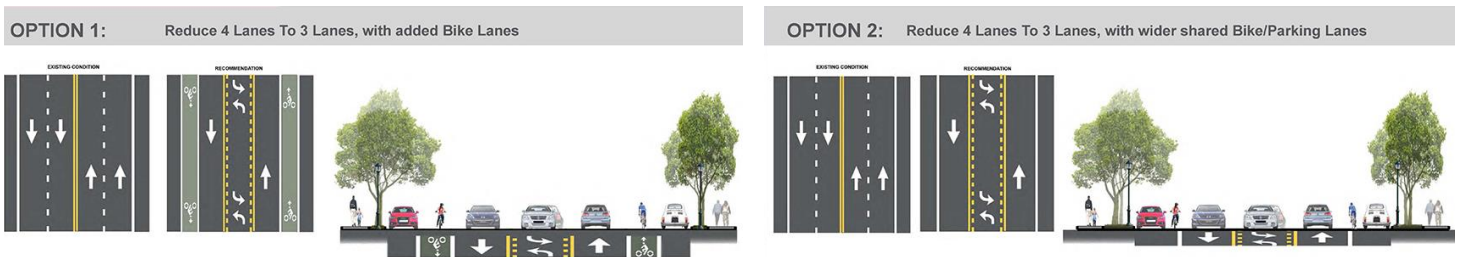 OPTION 1: Reduce 4 Lanes To 3 Lanes, with added Bike Lanes
EXISTING CONDITION
RECOMMENDATION
OPTION 2: Reduce 4 Lanes To 3 Lanes, with wider shared Bike/Parking Lanes
EXISTING CONDITION
RECOMMENDATION